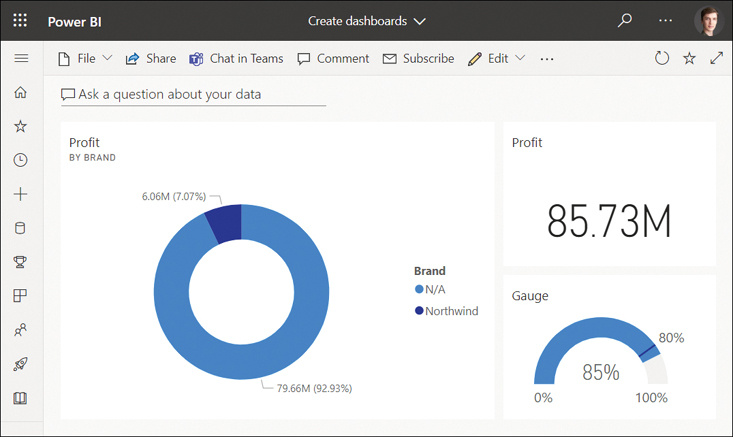 Power BI
Create dashboards
File
Share
Chat in Teams
Comment
Subscribe
Edit
Ask a question about your data
Profit
BY BRAND
6.06M (7.07%)
79.66M (92.93%)
Brand
N/A
Northwind
Profit
85.73M
Gauge
80%
85%
0%
100%